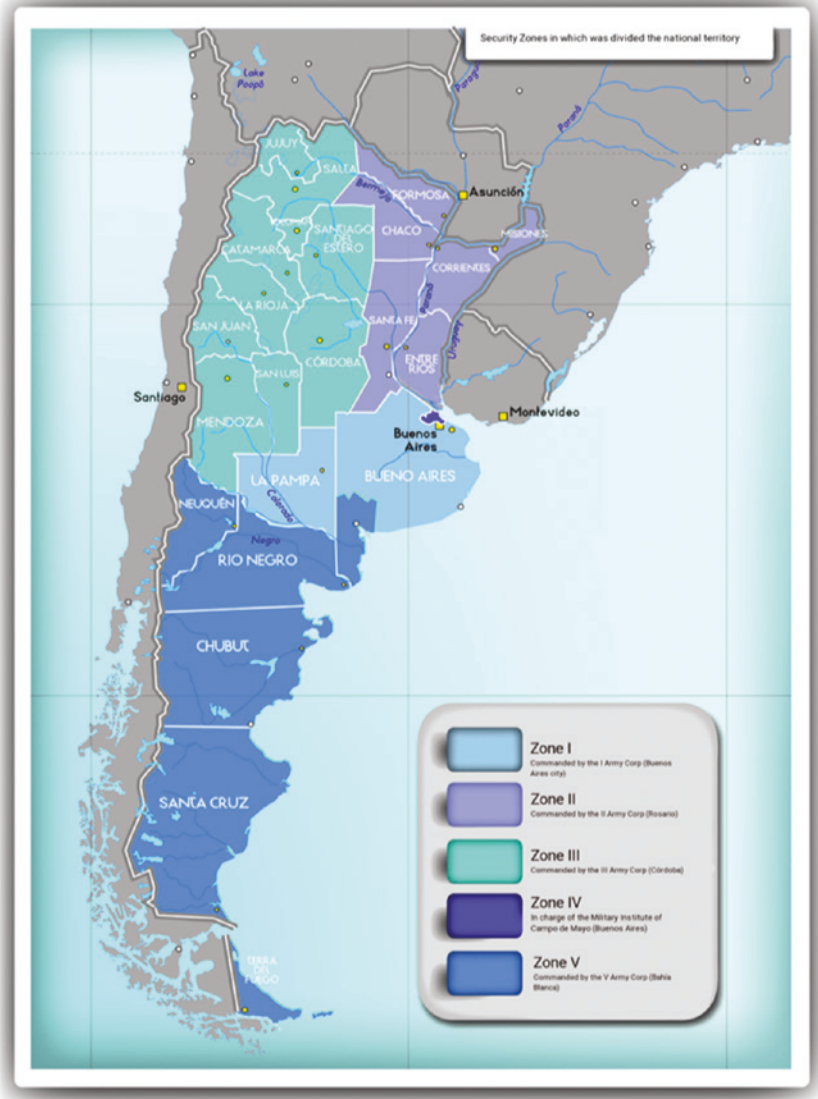 Security Zones in which was divided the national territory
Lake
Poopó
Paraná
JUJUY
SALTA
Bermejo
FORMOSA
Asunción
CHACO
MISIONES
SANTIAGO
DEL
ESTERO
CATAMARCA
CORRIENTES
LA RIOJA
Paraná
SANTA FE
SAN JUAN
Uruguay
CÓRDOBA
ENTRE
RIOS
SAN LUIS
Santiago
Montevideo
MENDOZA
Buenos
Aires
LA PAMPA
BUENO AIRES
NEUQUÉN
Colorado
Negro
RIO NEGRO
CHUBUT
Zone I
Commanded by the I Army Corp (Buenos
Aires city)
Zone II
Commanded by the II Army Corp (Rosario)
SANTA CRUZ
Zone III
Commanded by the III Army Corp (Córdoba)
Zone IV
In charge of the Military Institute of
Campo de Mayo (Buenos Aires)
Zone V
Commanded by the V Army Corp (Bahía
Blanca)
DEL
FUEGO